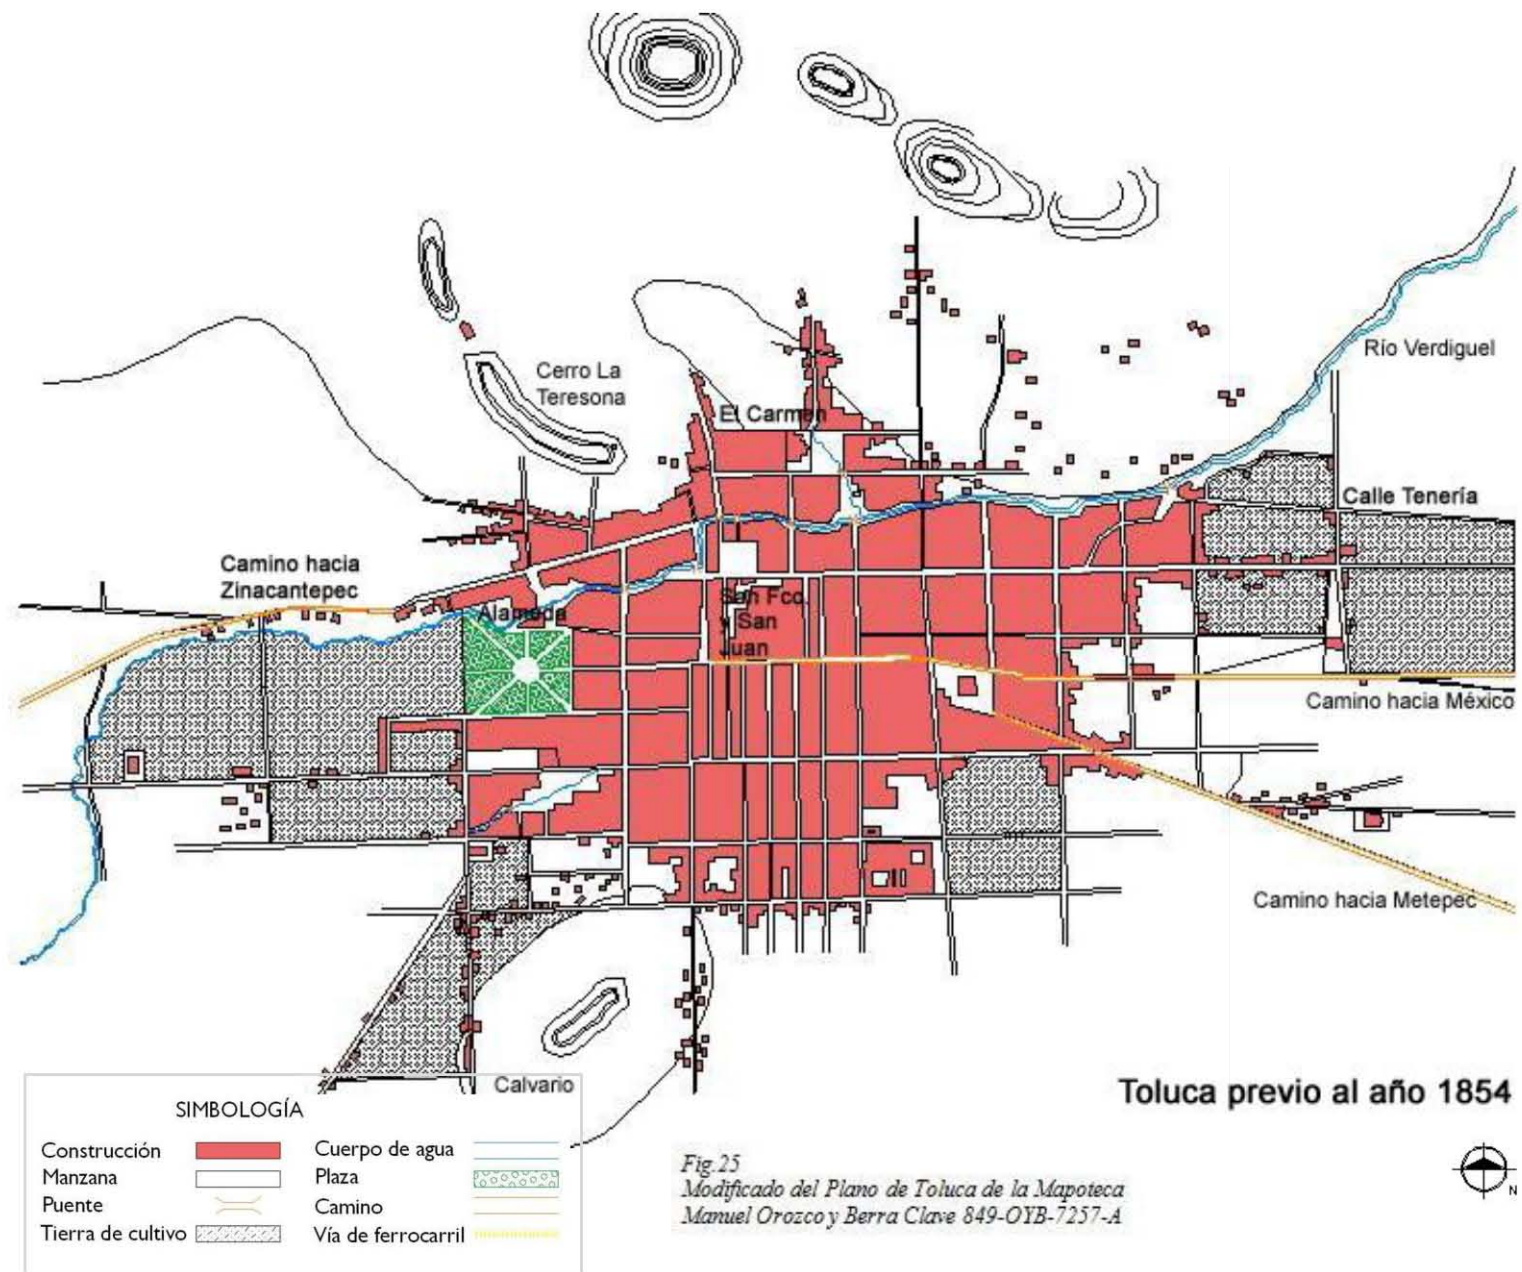 Río Verdiguel
Cerro La
Teresona
El Carmen
Calle Tenería
Camino hacia
Zinacantepec
Alameda
San Fco.
y San
Juan
Camino hacia México
Camino hacia Metepec
Calvario
Toluca previo al año 1854
SIMBOLOGÍA
Construcción
Manzana
Puente
Tierra de cultivo
Cuerpo de agua
Plaza
Camino
Vía de ferrocarril
Fig.25
Modificado del Plano de Toluca de la Mapoteca
Manuel Orozco y Berra Clave 849-OYB-7257-A
N